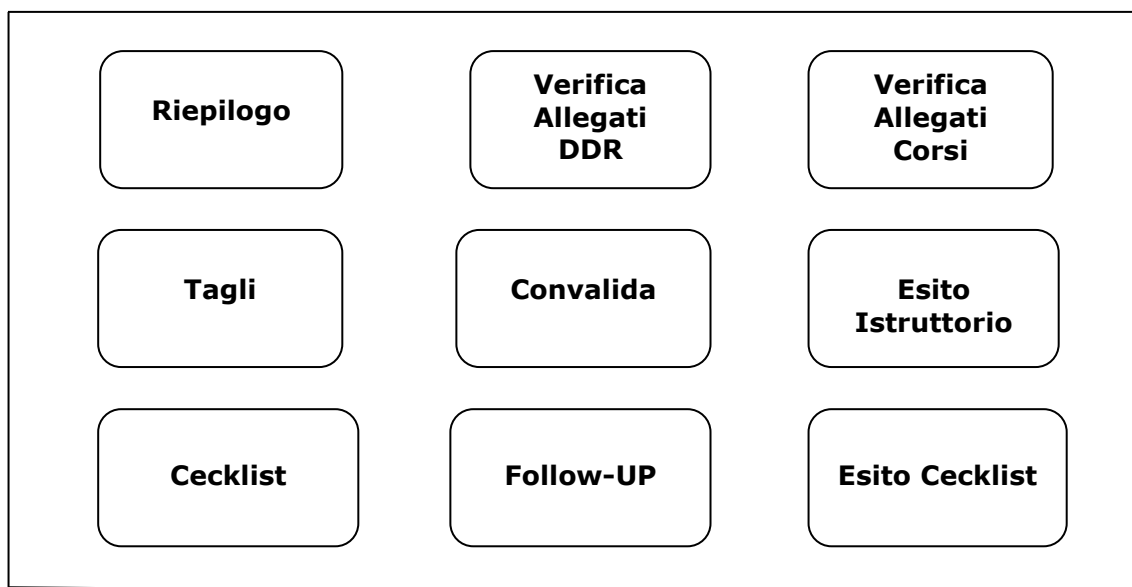 Riepilogo
Verifica
Allegati
DDR
Verifica
Allegati
Corsi
Tagli
Convalida
Esito
Istruttorio
Cecklist
Follow-UP
Esito Cecklist